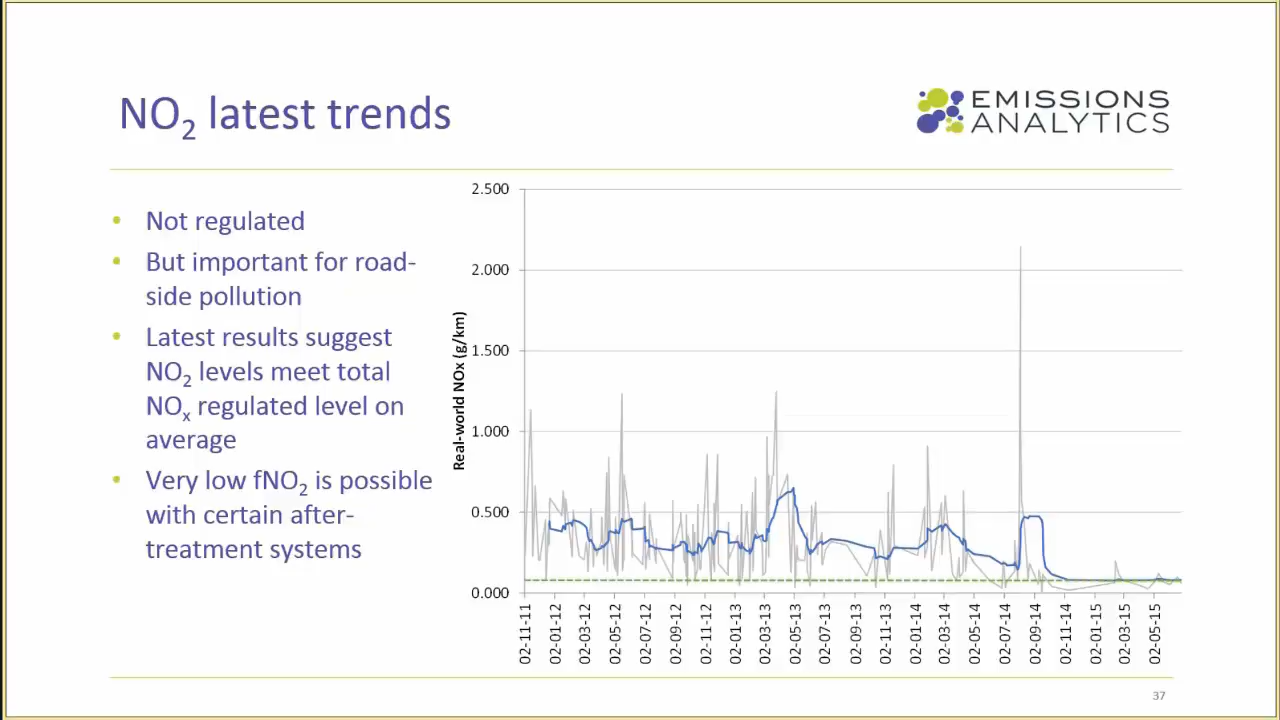 NO2 latest trends
EMISSIONS
ANALYTICS
• Not regulated
• But important for road-
side pollution
• Latest results suggest
NO2 levels meet total
NOx regulated level on
average
• Very low fNO2 is possible
with certain after-
treatment systems
Real-world NOx (g/km)
2.500
2.000
1.500
1.000
0.500
0.000
02-11-11
02-01-12
02-03-12
02-05-12
02-07-12
02-09-12
02-11-12
02-01-13
02-03-13
02-05-13
02-07-13
02-09-13
02-11-13
02-01-14
02-03-14
02-05-14
02-07-14
02-09-14
02-11-14
02-01-15
02-03-15
02-05-15
37